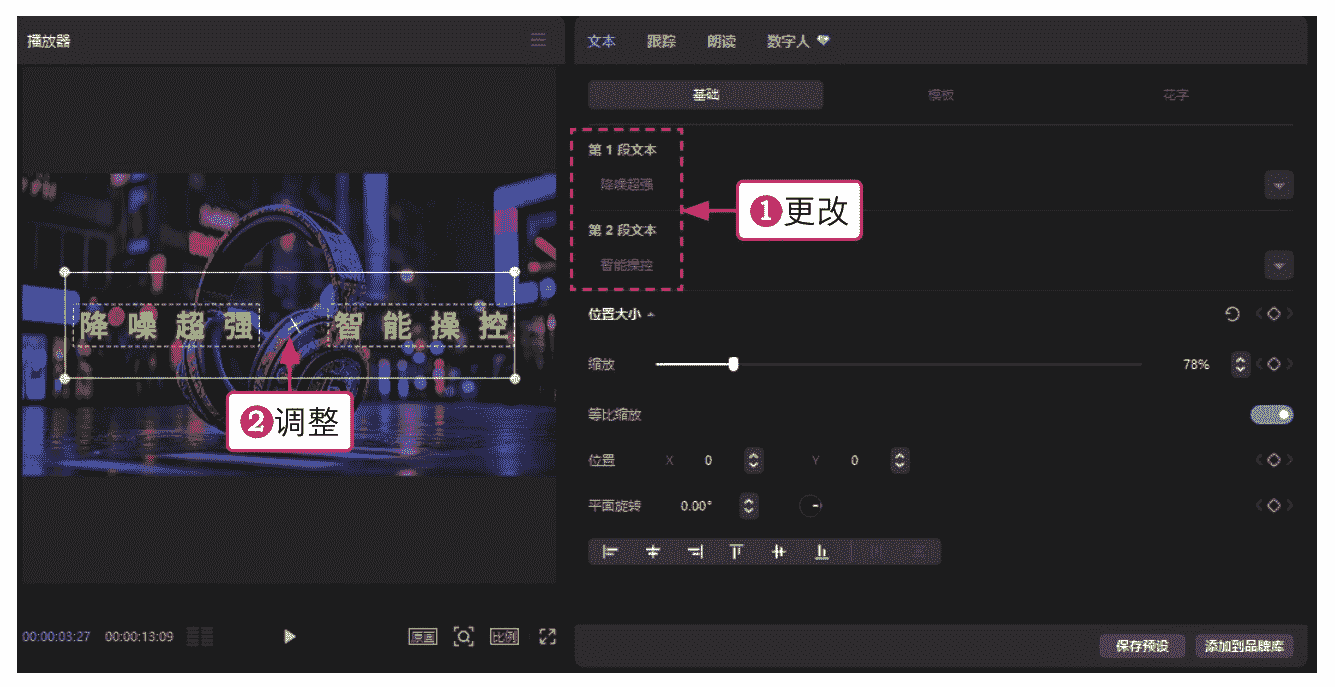 播放器
降噪超强 × 智能操控
❷调整
00:00:03:27 00:00:13:09
原画 比例
文本 跟踪 朗读 数字人
基础 模板 花字
第 1 段文本
降噪超强
❶更改
第 2 段文本
智能操控
位置大小
缩放 78%
等比缩放
位置 X 0 Y 0
平面旋转 0.00°
保存预设 添加到品牌库